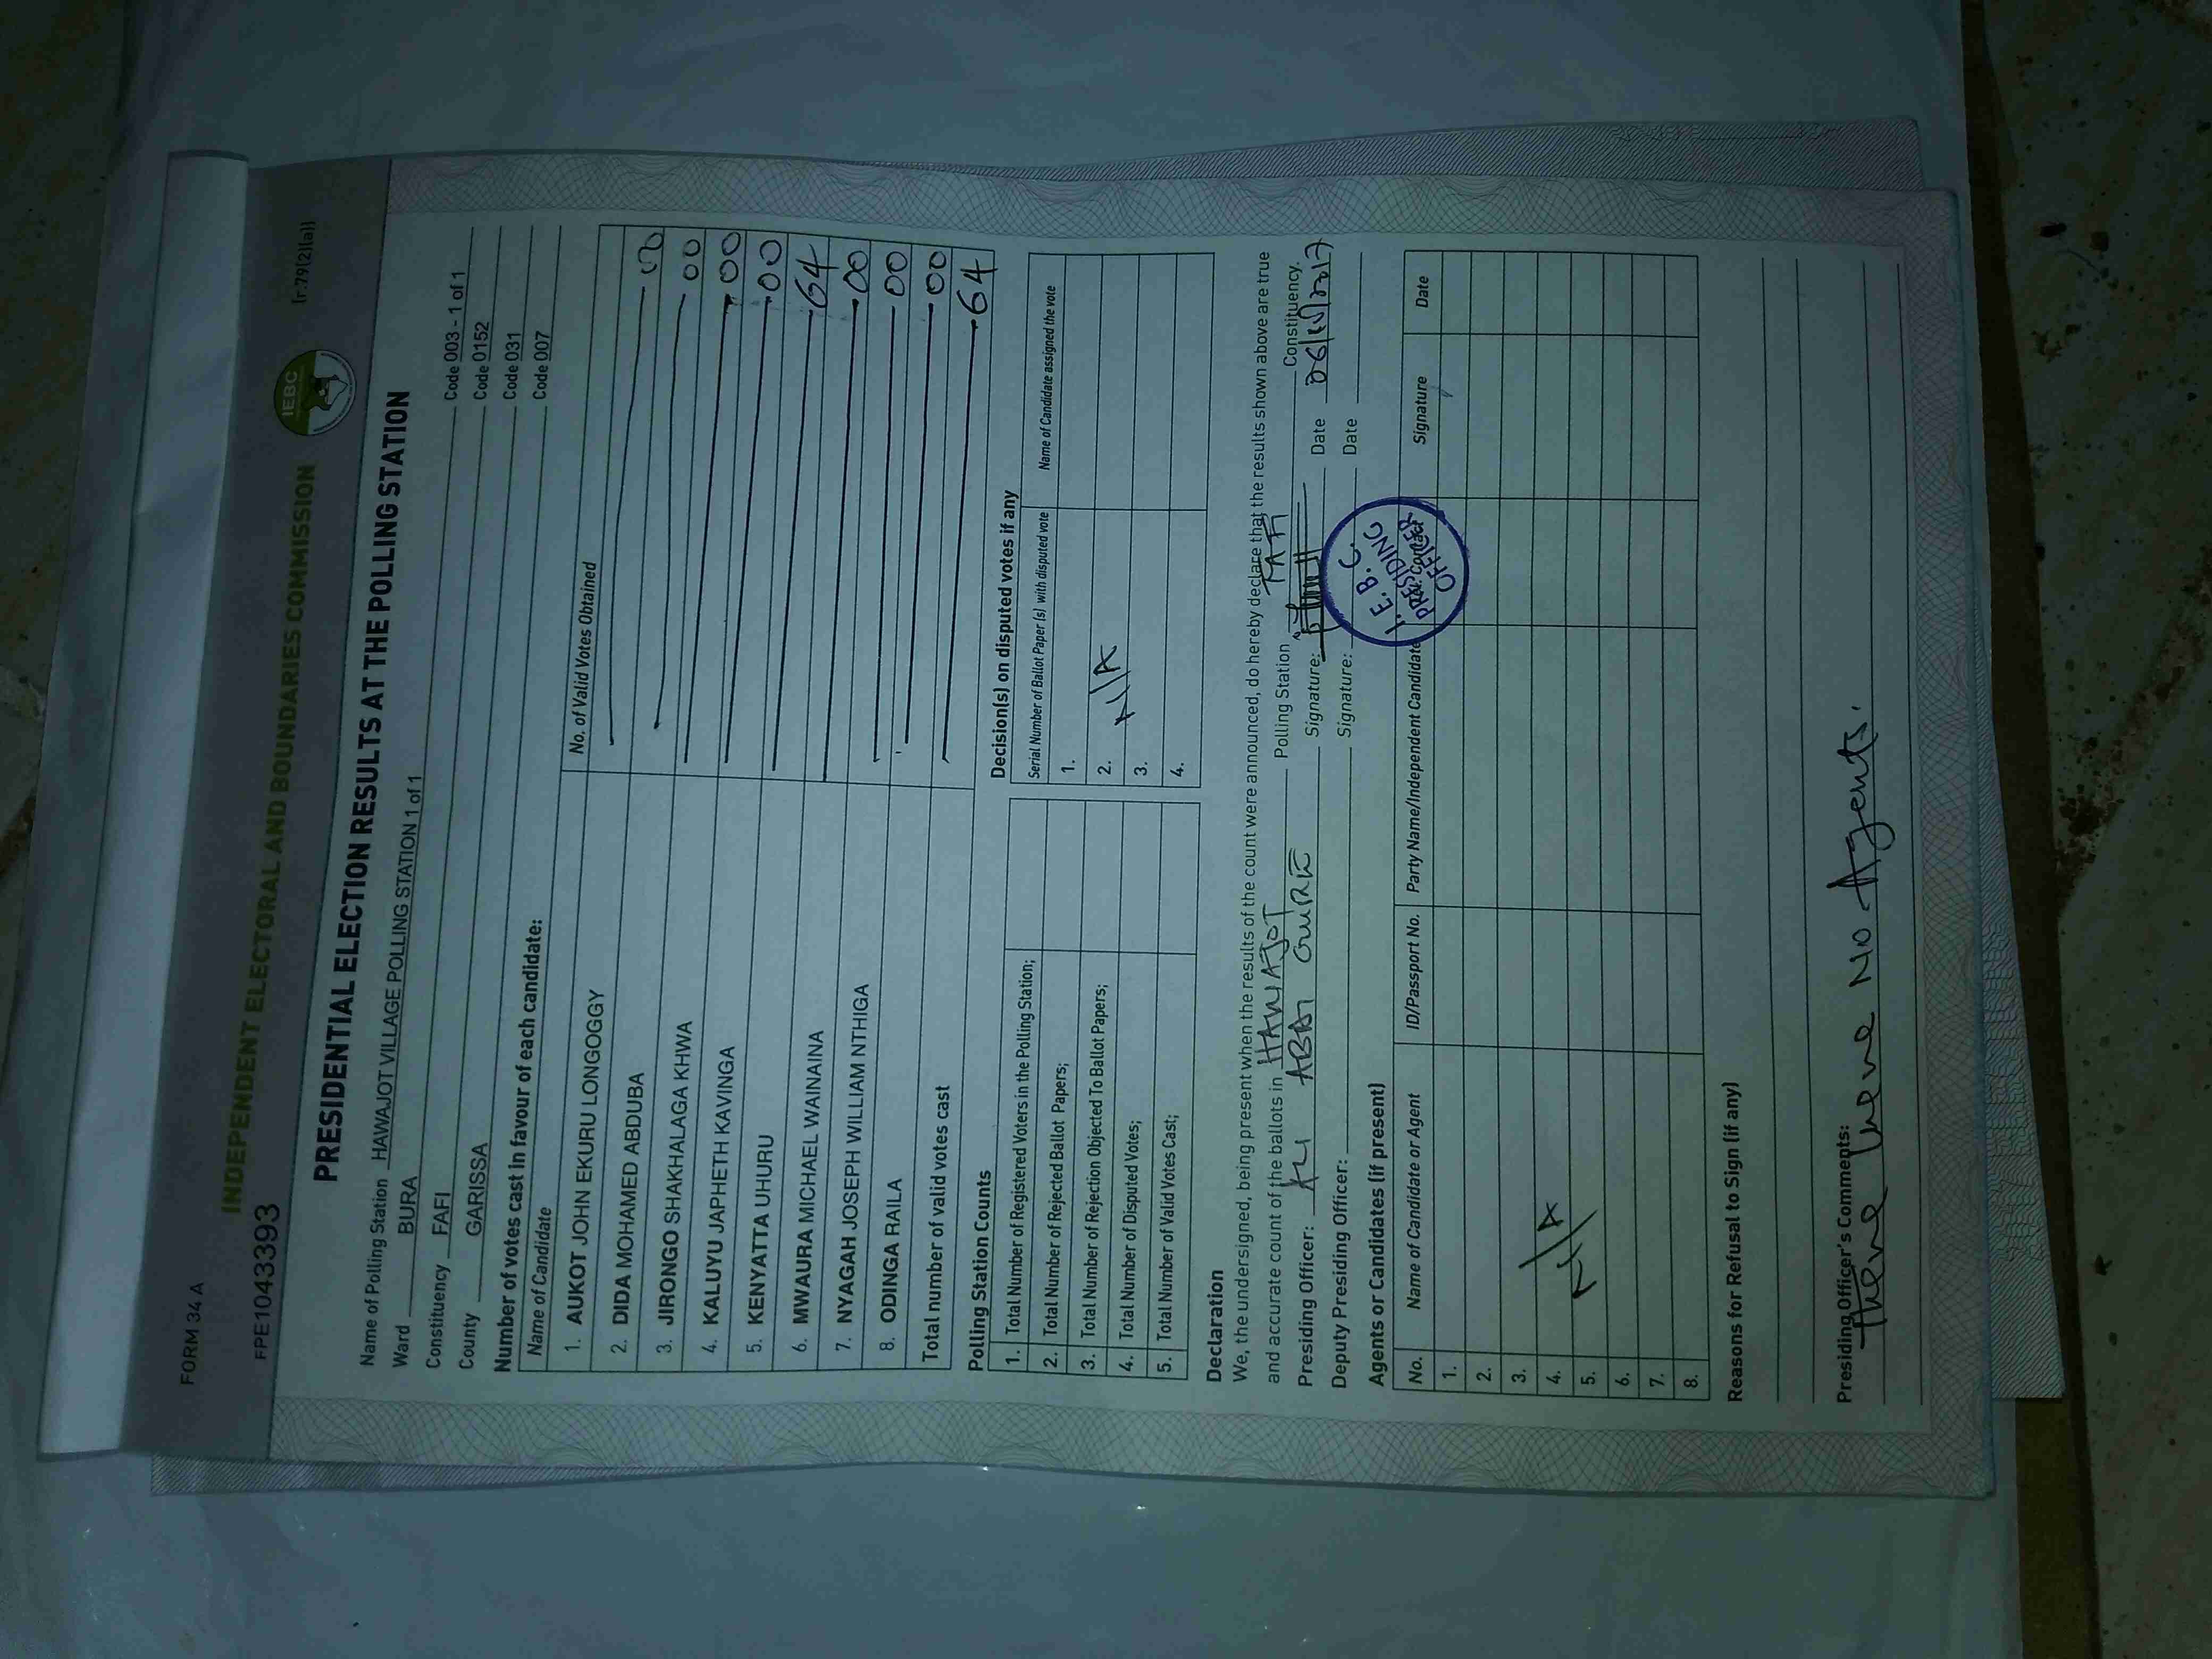 FORM 34 A
INDEPENDENT ELECTORAL AND BOUNDARIES COMMISSION
IEBC
(r.79(2)(a))
FPE1043393
PRESIDENTIAL ELECTION RESULTS AT THE POLLING STATION
Name of Polling Station HAWAJOT VILLAGE POLLING STATION 1 of 1 Code 003 - 1 of 1
Ward BURA Code 0152
Constituency FAFI Code 031
County GARISSA Code 007
Number of votes cast in favour of each candidate:
Name of Candidate No. of Valid Votes Obtained
1. AUKOT JOHN EKURU LONGOGGY 00
2. DIDA MOHAMED ABDUBA 00
3. JIRONGO SHAKHALAGA KHWA 00
4. KALUYU JAPHETH KAVINGA 00
5. KENYATTA UHURU 64
6. MWAURA MICHAEL WAINAINA 00
7. NYAGAH JOSEPH WILLIAM NTHIGA 00
8. ODINGA RAILA 00
Total number of valid votes cast 64
Polling Station Counts
1. Total Number of Registered Voters in the Polling Station;
2. Total Number of Rejected Ballot Papers;
3. Total Number of Rejection Objected To Ballot Papers;
4. Total Number of Disputed Votes;
5. Total Number of Valid Votes Cast;
Decision(s) on disputed votes if any
Serial Number of Ballot Paper (s) with disputed vote Name of Candidate assigned the vote
1.
2. N/A
3.
4.
Declaration
We, the undersigned, being present when the results of the count were announced, do hereby declare that the results shown above are true
and accurate count of the ballots in HAWAJOT Polling Station FAFI Constituency.
Presiding Officer: ALI ABDI GURE Signature: Date 26/10/2017
Deputy Presiding Officer: Signature: Date
I.E.B.C.
PRESIDING
OFFICER
Agents or Candidates (if present)
No. Name of Candidate or Agent ID/Passport No. Party Name/Independent Candidate Signature Date
1.
2.
3.
4. N/A
5.
6.
7.
8.
Reasons for Refusal to Sign (if any)
Presiding Officer's Comments:
There were No Agents.